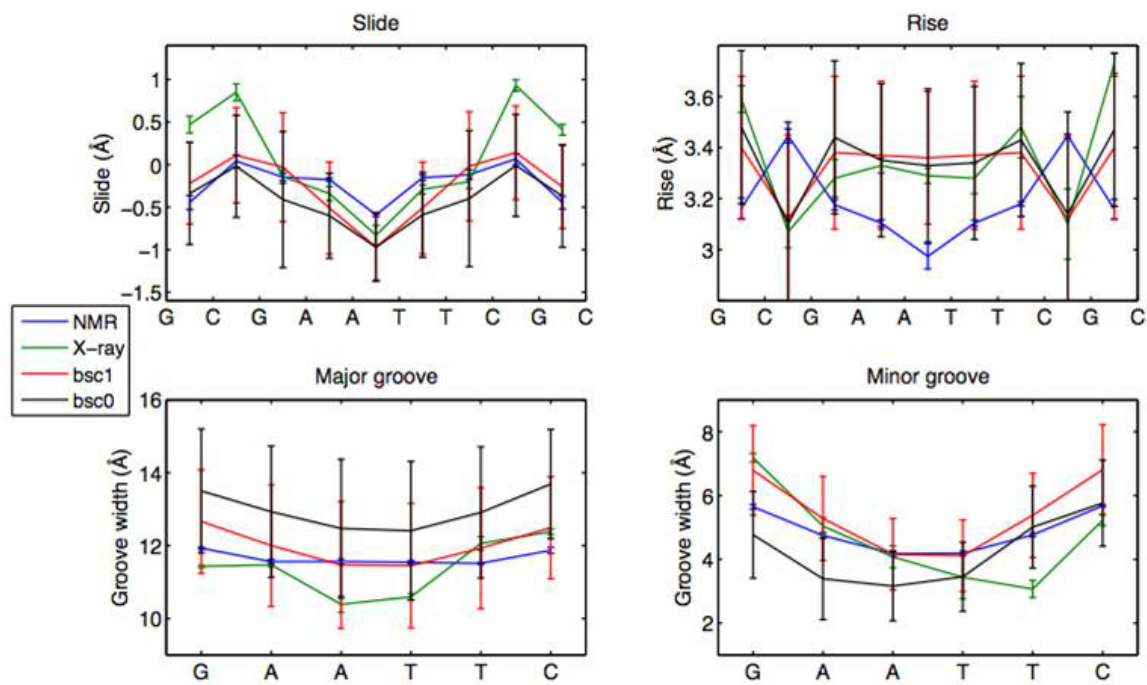 Slide
Slide (Å)
1
0.5
0
−0.5
−1
−1.5
G C G A A T T C G C
Rise
Rise (Å)
3.6
3.4
3.2
3
G C G A A T T C G C
NMR
X−ray
bsc1
bsc0
Major groove
Groove width (Å)
16
14
12
10
G A A T T C
Minor groove
Groove width (Å)
8
6
4
2
G A A T T C